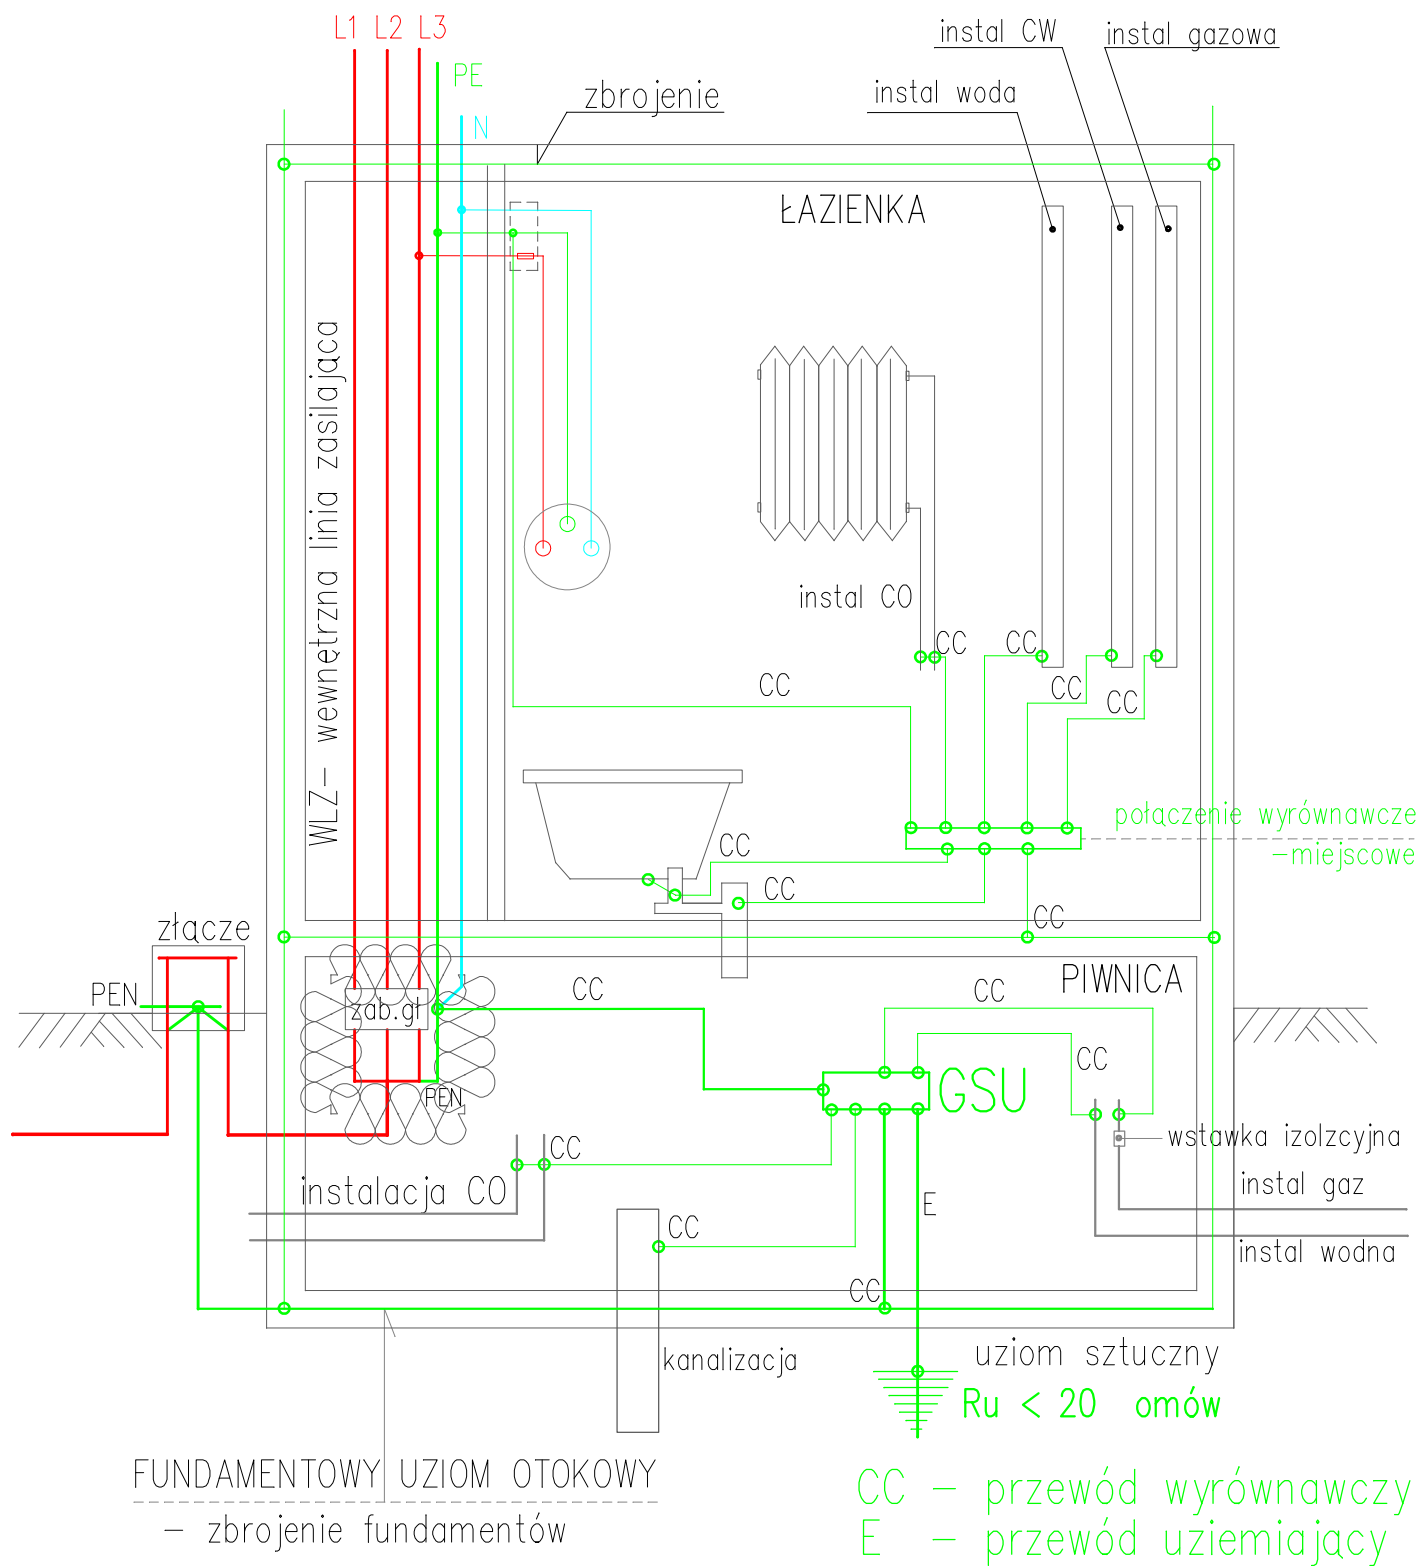 L1 L2 L3
PE
N
zbrojenie
instal CW
instal gazowa
instal woda
ŁAZIENKA
WLZ- wewnętrzna linia zasilająca
instal CO
CC
CC
CC
CC
CC
połączenie wyrównawcze
-miejscowe
CC
CC
CC
złącze
PEN
zab.gł
PEN
CC
PIWNICA
CC
CC
GSU
wstawka izolzcyjna
CC
instalacja CO
instal gaz
E
CC
instal wodna
CC
kanalizacja
uziom sztuczny
Ru < 20 omów
FUNDAMENTOWY UZIOM OTOKOWY
- zbrojenie fundamentów
CC - przewód wyrównawczy
E - przewód uziemiający